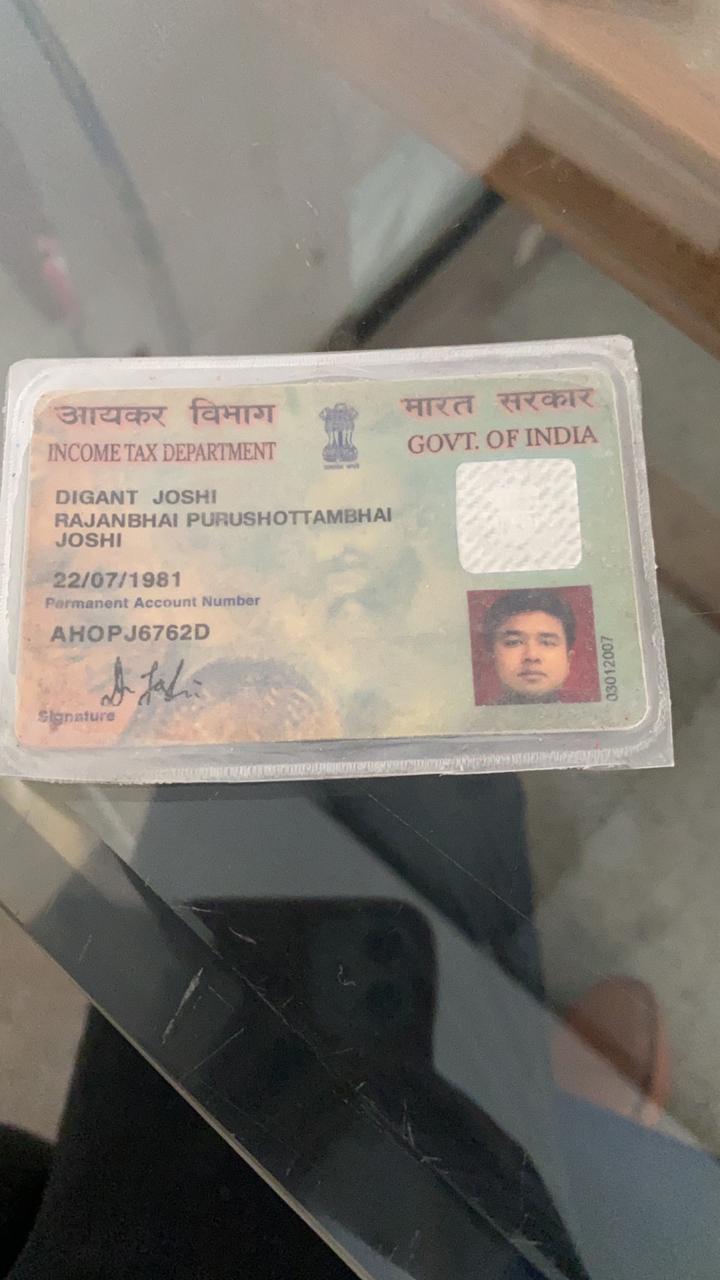 आयकर विभाग
INCOME TAX DEPARTMENT
भारत सरकार
GOVT. OF INDIA
DIGANT JOSHI
RAJANBHAI PURUSHOTTAMBHAI
JOSHI
22/07/1981
Permanent Account Number
AHOPJ6762D
Signature
03012007